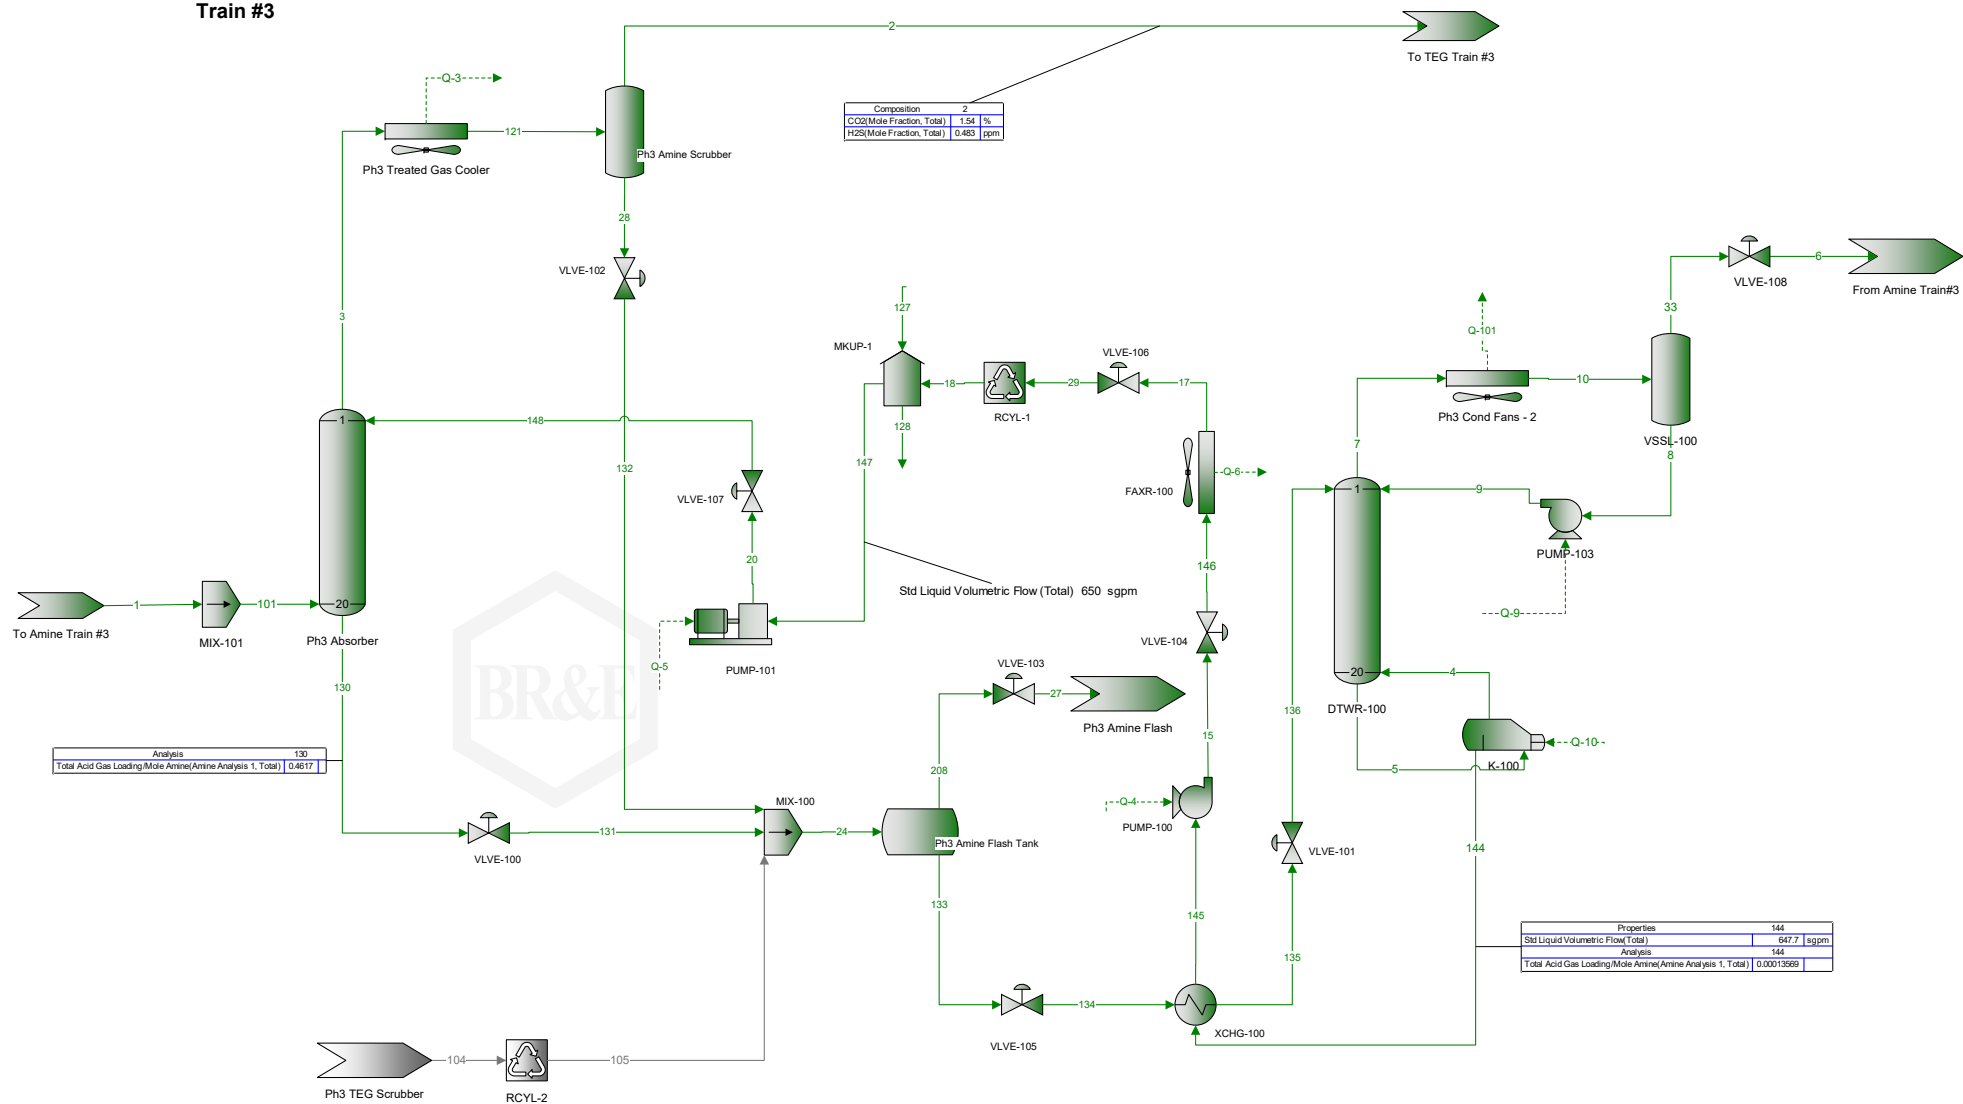 Train #3
2
To TEG Train #3
Q-3
Composition 2
CO2(Mole Fraction, Total) 1.54 %
H2S(Mole Fraction, Total) 0.483 ppm
121
Ph3 Amine Scrubber
Ph3 Treated Gas Cooler
28
VLVE-102
VLVE-108
6
From Amine Train#3
33
3
127
Q-101
MKUP-1
VLVE-106
18
29
17
RCYL-1
10
Ph3 Cond Fans - 2
1
148
128
VSSL-100
8
7
147
132
VLVE-107
FAXR-100
Q-6
1
9
PUMP-103
20
146
Std Liquid Volumetric Flow (Total) 650 sgpm
1
101
20
To Amine Train #3
MIX-101
Ph3 Absorber
Q-9
VLVE-104
Q-5
PUMP-101
VLVE-103
27
Ph3 Amine Flash
20
4
130
136
DTWR-100
BR&E
15
Q-10
K-100
5
Analysis 130
Total Acid Gas Loading/Mole Amine(Amine Analysis 1, Total) 0.4617
208
MIX-100
Q-4
PUMP-100
131
24
Ph3 Amine Flash Tank
VLVE-100
VLVE-101
144
133
145
135
Properties 144
Std Liquid Volumetric Flow(Total) 647.7 sgpm
Analysis 144
Total Acid Gas Loading/Mole Amine(Amine Analysis 1, Total) 0.00013569
134
XCHG-100
VLVE-105
104
105
Ph3 TEG Scrubber
RCYL-2